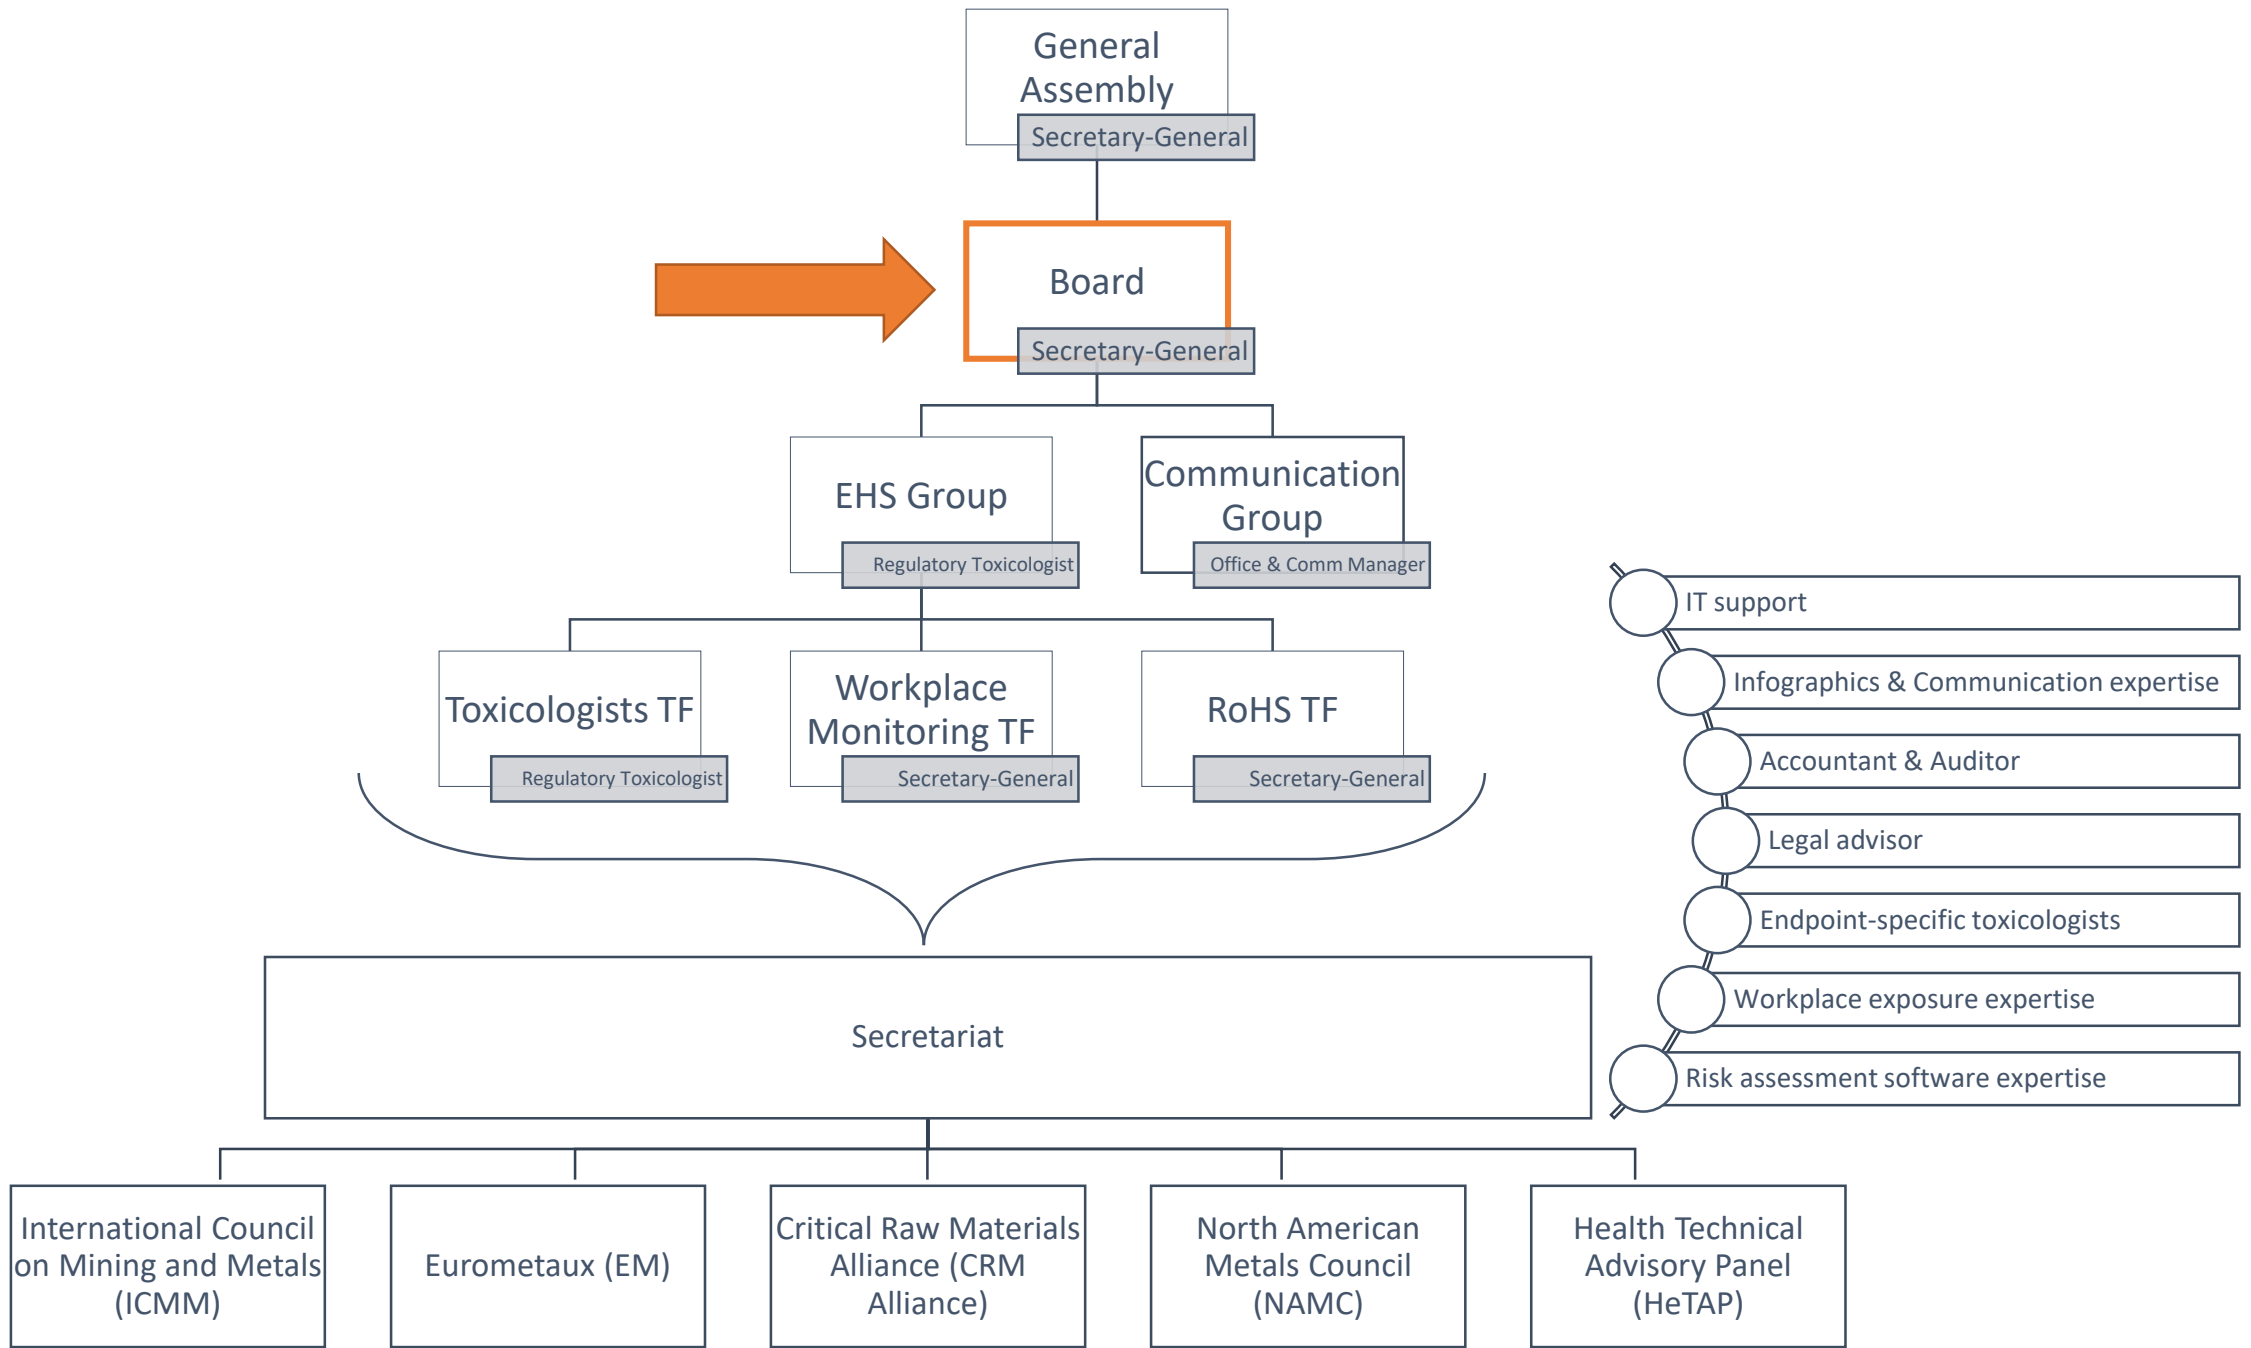 General
Assembly
Secretary-General
Board
Secretary-General
EHS Group
Regulatory Toxicologist
Communication
Group
Office & Comm Manager
Toxicologists TF
Regulatory Toxicologist
Workplace
Monitoring TF
Secretary-General
RoHS TF
Secretary-General
IT support
Infographics & Communication expertise
Accountant & Auditor
Legal advisor
Endpoint-specific toxicologists
Workplace exposure expertise
Risk assessment software expertise
Secretariat
International Council
on Mining and Metals
(ICMM)
Eurometaux (EM)
Critical Raw Materials
Alliance (CRM
Alliance)
North American
Metals Council
(NAMC)
Health Technical
Advisory Panel
(HeTAP)